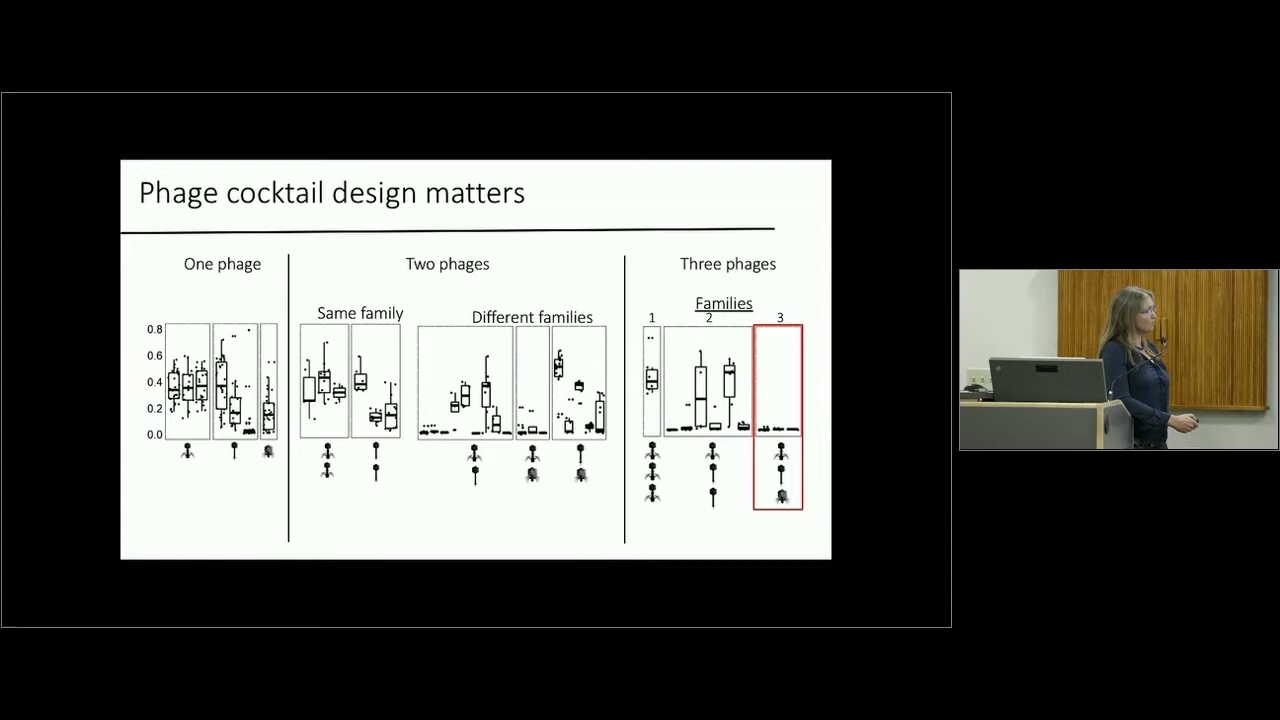 Phage cocktail design matters
One phage
Two phages
Three phages
Same family
Different families
Families
1
2
3
0.8
0.6
0.4
0.2
0.0